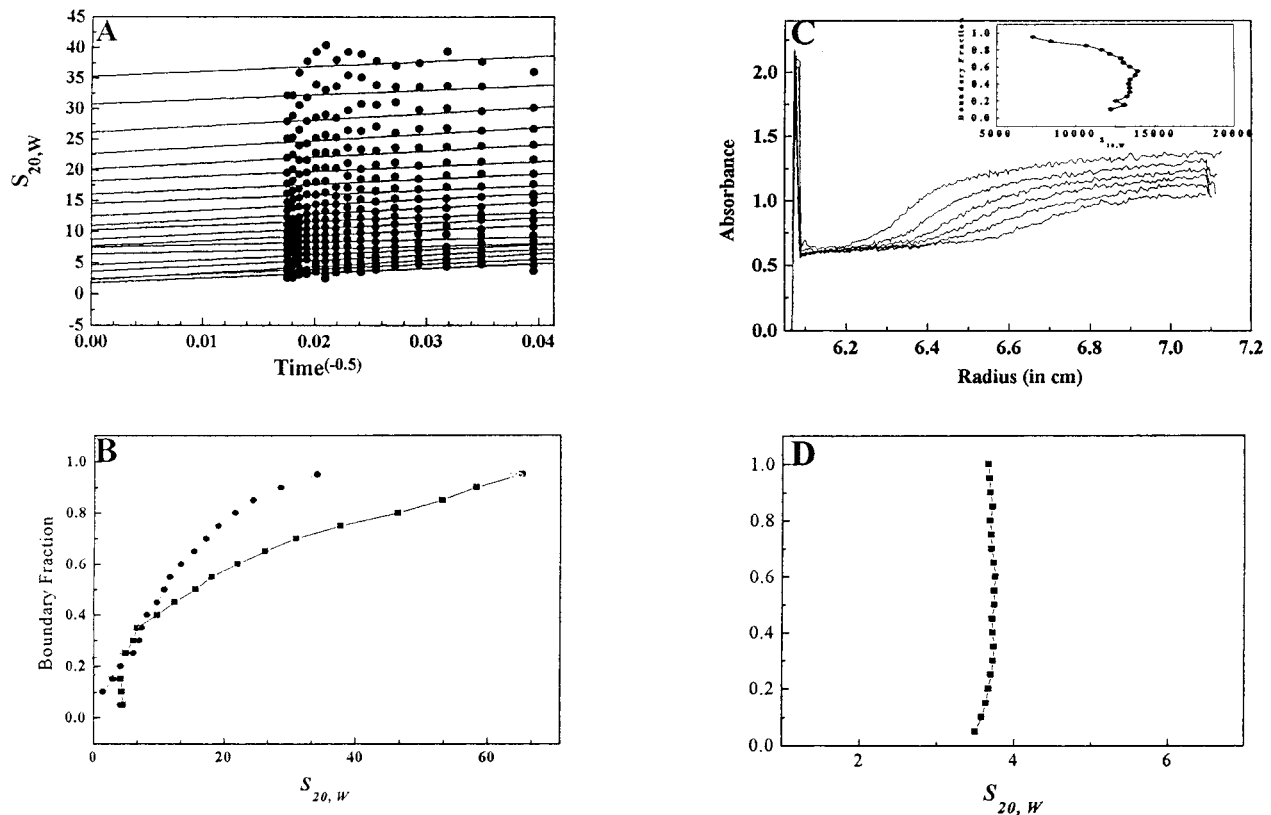 A
45
40
35
30
25
20
15
10
5
0
-5
S20,W
0.00 0.01 0.02 0.03 0.04
Time(-0.5)
C
2.0
1.5
1.0
0.5
0.0
Absorbance
6.2 6.4 6.6 6.8 7.0 7.2
Radius (in cm)
Boundary Fraction
1.0
0.8
0.6
0.4
0.2
0.0
5000 10000 15000 20000
S20,W
B
1.0
0.8
0.6
0.4
0.2
0.0
Boundary Fraction
0 20 40 60
S20, W
D
1.0
0.8
0.6
0.4
0.2
0.0
2 4 6
S20, W